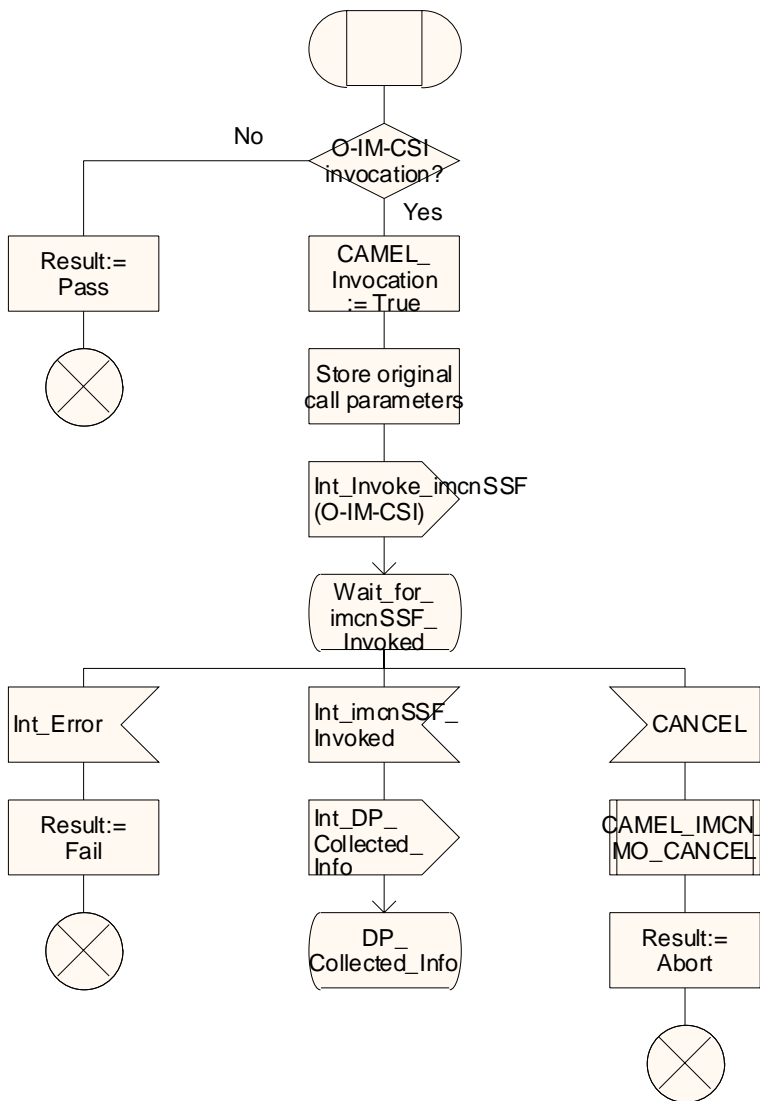 No
O-IM-CSI
invocation?
Yes
Result:=
Pass
CAMEL_
Invocation
:= True
Store original
call parameters
Int_Invoke_imcnSSF
(O-IM-CSI)
Wait_for_
imcnSSF_
Invoked
Int_Error
Int_imcnSSF_
Invoked
CANCEL
Result:=
Fail
Int_DP_
Collected_
Info
CAMEL_IMCN_
MO_CANCEL
DP_
Collected_Info
Result:=
Abort